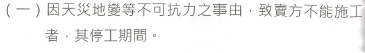 (一)因天災地變等不可抗力之事由，致賣方不能施工
者，其停工期間。